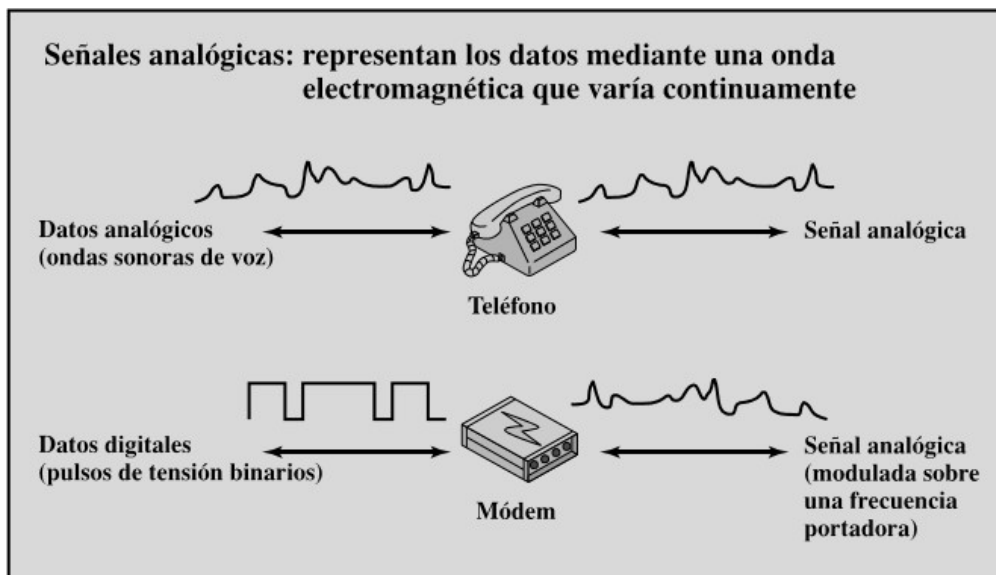 Señales analógicas: representan los datos mediante una onda
electromagnética que varía continuamente
Datos analógicos
(ondas sonoras de voz)
Señal analógica
Teléfono
Datos digitales
(pulsos de tensión binarios)
Señal analógica
(modulada sobre
una frecuencia
portadora)
Módem